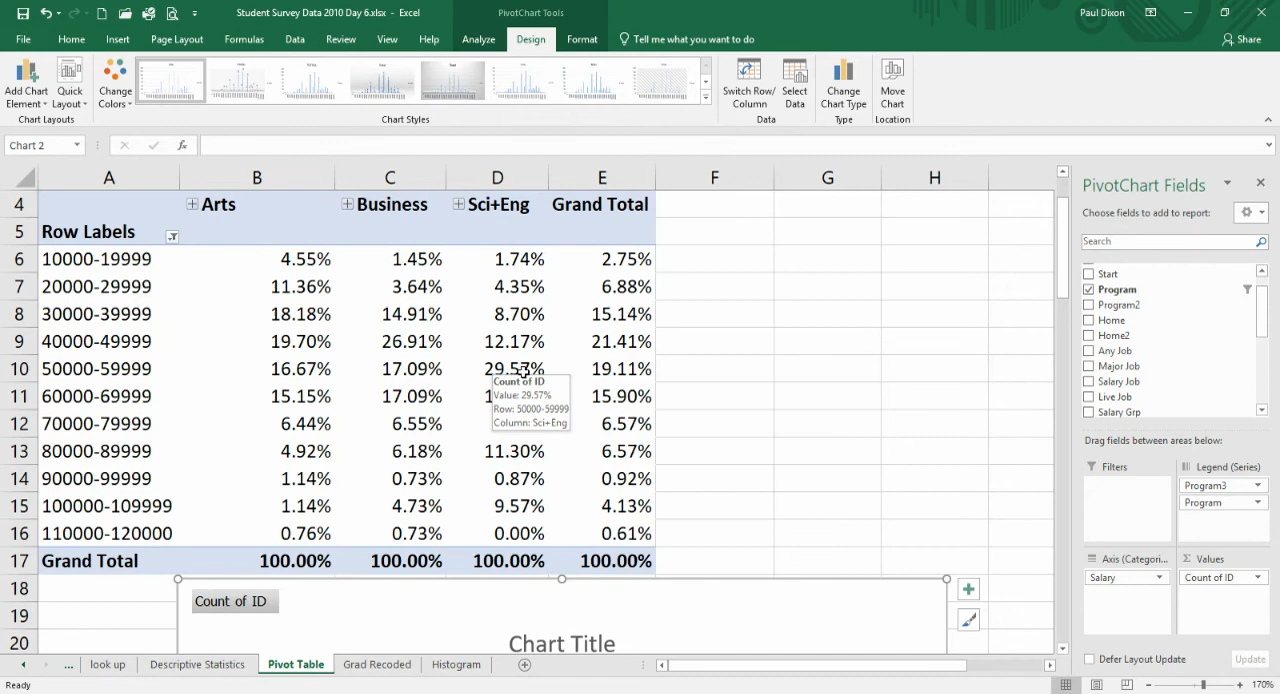 Student Survey Data 2010 Day 6.xlsx - Excel
PivotChart Tools
Paul Dixon
File Home Insert Page Layout Formulas Data Review View Help Analyze Design Format Tell me what you want to do Share
Add Chart Element
Quick Layout
Change Colors
Switch Row/ Column
Select Data
Change Chart Type
Move Chart
Chart Layouts Chart Styles Data Type Location
Chart 2 fx
A B C D E F G H
4 Arts Business Sci+Eng Grand Total
5 Row Labels
6 10000-19999 4.55% 1.45% 1.74% 2.75%
7 20000-29999 11.36% 3.64% 4.35% 6.88%
8 30000-39999 18.18% 14.91% 8.70% 15.14%
9 40000-49999 19.70% 26.91% 12.17% 21.41%
10 50000-59999 16.67% 17.09% 29.57% 19.11%
11 60000-69999 15.15% 17.09% 1 15.90%
12 70000-79999 6.44% 6.55% 6.57%
13 80000-89999 4.92% 6.18% 11.30% 6.57%
14 90000-99999 1.14% 0.73% 0.87% 0.92%
15 100000-109999 1.14% 4.73% 9.57% 4.13%
16 110000-120000 0.76% 0.73% 0.00% 0.61%
17 Grand Total 100.00% 100.00% 100.00% 100.00%
18
19
20
Count of ID
Value: 29.57%
Row: 50000-59999
Column: Sci+Eng
Count of ID
Chart Title
PivotChart Fields
Choose fields to add to report:
Search
Start
Program
Program2
Home
Home2
Any Job
Major Job
Salary Job
Live Job
Salary Grp
Drag fields between areas below:
Filters Legend (Series)
Program3
Program
Axis (Categori... Σ Values
Salary Count of ID
Defer Layout Update Update
... look up Descriptive Statistics Pivot Table Grad Recoded Histogram
Ready 170%